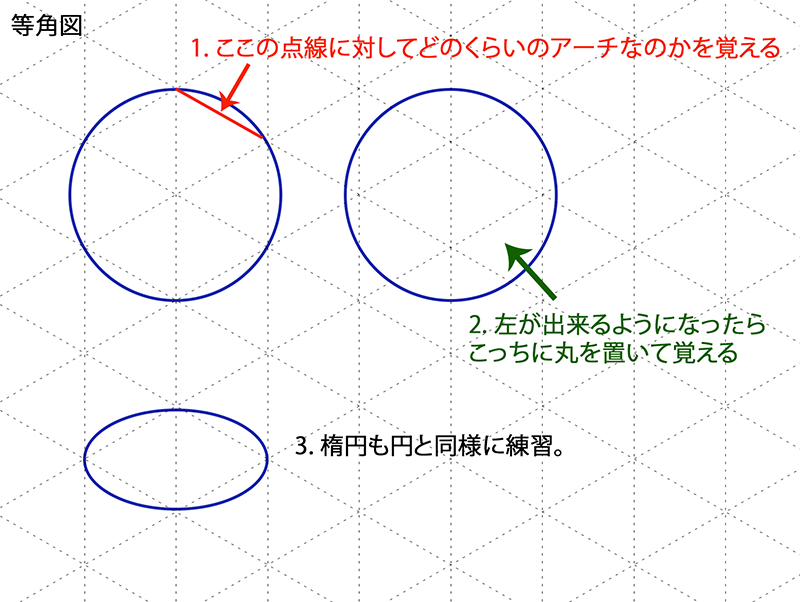 等角図
1. ここの点線に対してどのくらいのアーチなのかを覚える
2. 左が出来るようになったら
こっちに丸を置いて覚える
3. 楕円も円と同様に練習。